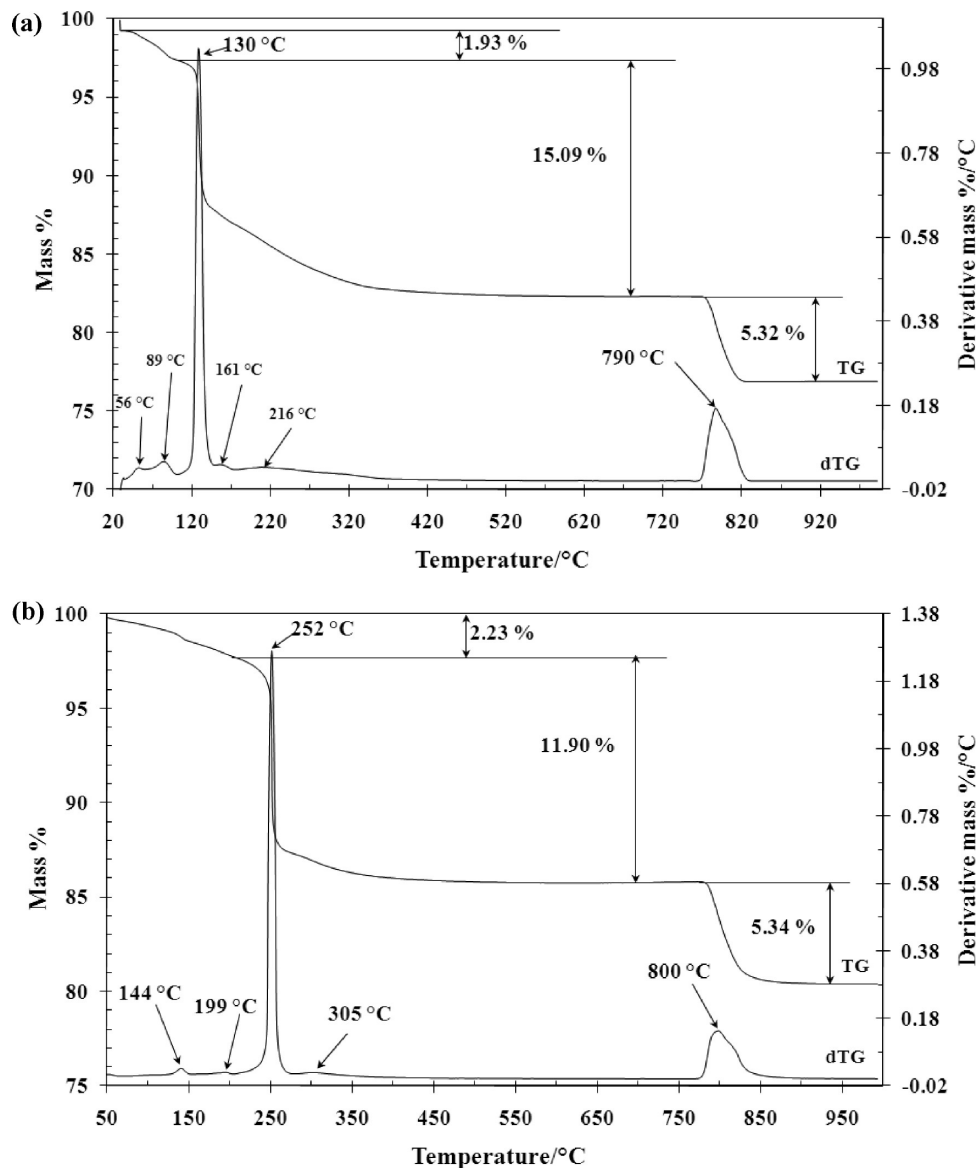 (a)
100
95
90
85
80
75
70
Mass %
130 °C
1.93 %
15.09 %
5.32 %
TG
790 °C
dTG
56 °C
89 °C
161 °C
216 °C
0.98
0.78
0.58
0.38
0.18
-0.02
Derivative mass %/°C
20 120 220 320 420 520 620 720 820 920
Temperature/°C
(b)
100
95
90
85
80
75
Mass %
252 °C
2.23 %
11.90 %
5.34 %
TG
800 °C
dTG
144 °C
199 °C
305 °C
1.38
1.18
0.98
0.78
0.58
0.38
0.18
-0.02
Derivative mass %/°C
50 150 250 350 450 550 650 750 850 950
Temperature/°C